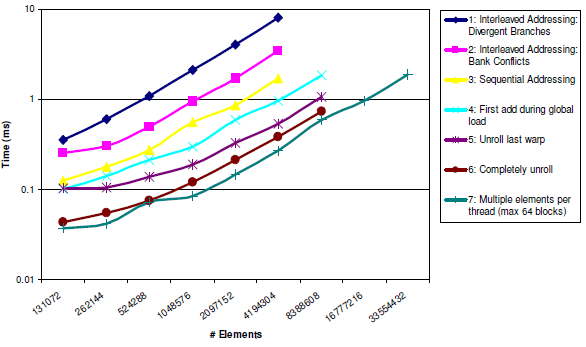 10
1
0.1
0.01
Time (ms)
131072
262144
524288
1048576
2097152
4194304
8388608
16777216
33554432
# Elements
1: Interleaved Addressing:
Divergent Branches
2: Interleaved Addressing:
Bank Conflicts
3: Sequential Addressing
4: First add during global
load
5: Unroll last warp
6: Completely unroll
7: Multiple elements per
thread (max 64 blocks)